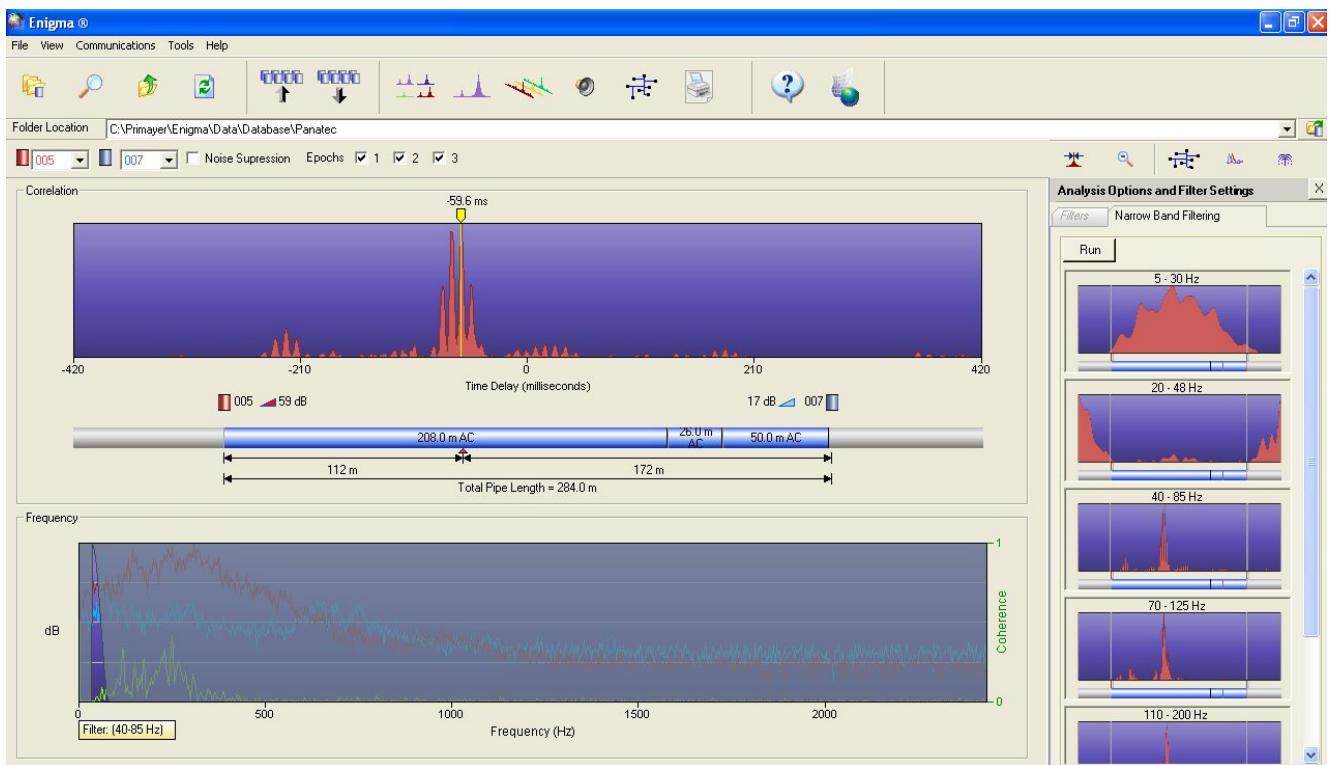 Enigma ®
File View Communications Tools Help
Folder Location C:\Primayer\Enigma\Data\Database\Panatec
005 007 Noise Supression Epochs 1 2 3
Analysis Options and Filter Settings
Filters Narrow Band Filtering
Run
5 - 30 Hz
20 - 48 Hz
40 - 85 Hz
70 - 125 Hz
110 - 200 Hz
Correlation
-59.6 ms
-420 -210 0 210 420
Time Delay (milliseconds)
005 59 dB 17 dB 007
208.0 m AC 26.0 m AC 50.0 m AC
112 m 172 m
Total Pipe Length = 284.0 m
Frequency
dB
1
Coherence
0
0 500 1000 1500 2000
Filter: (40-85 Hz)
Frequency (Hz)